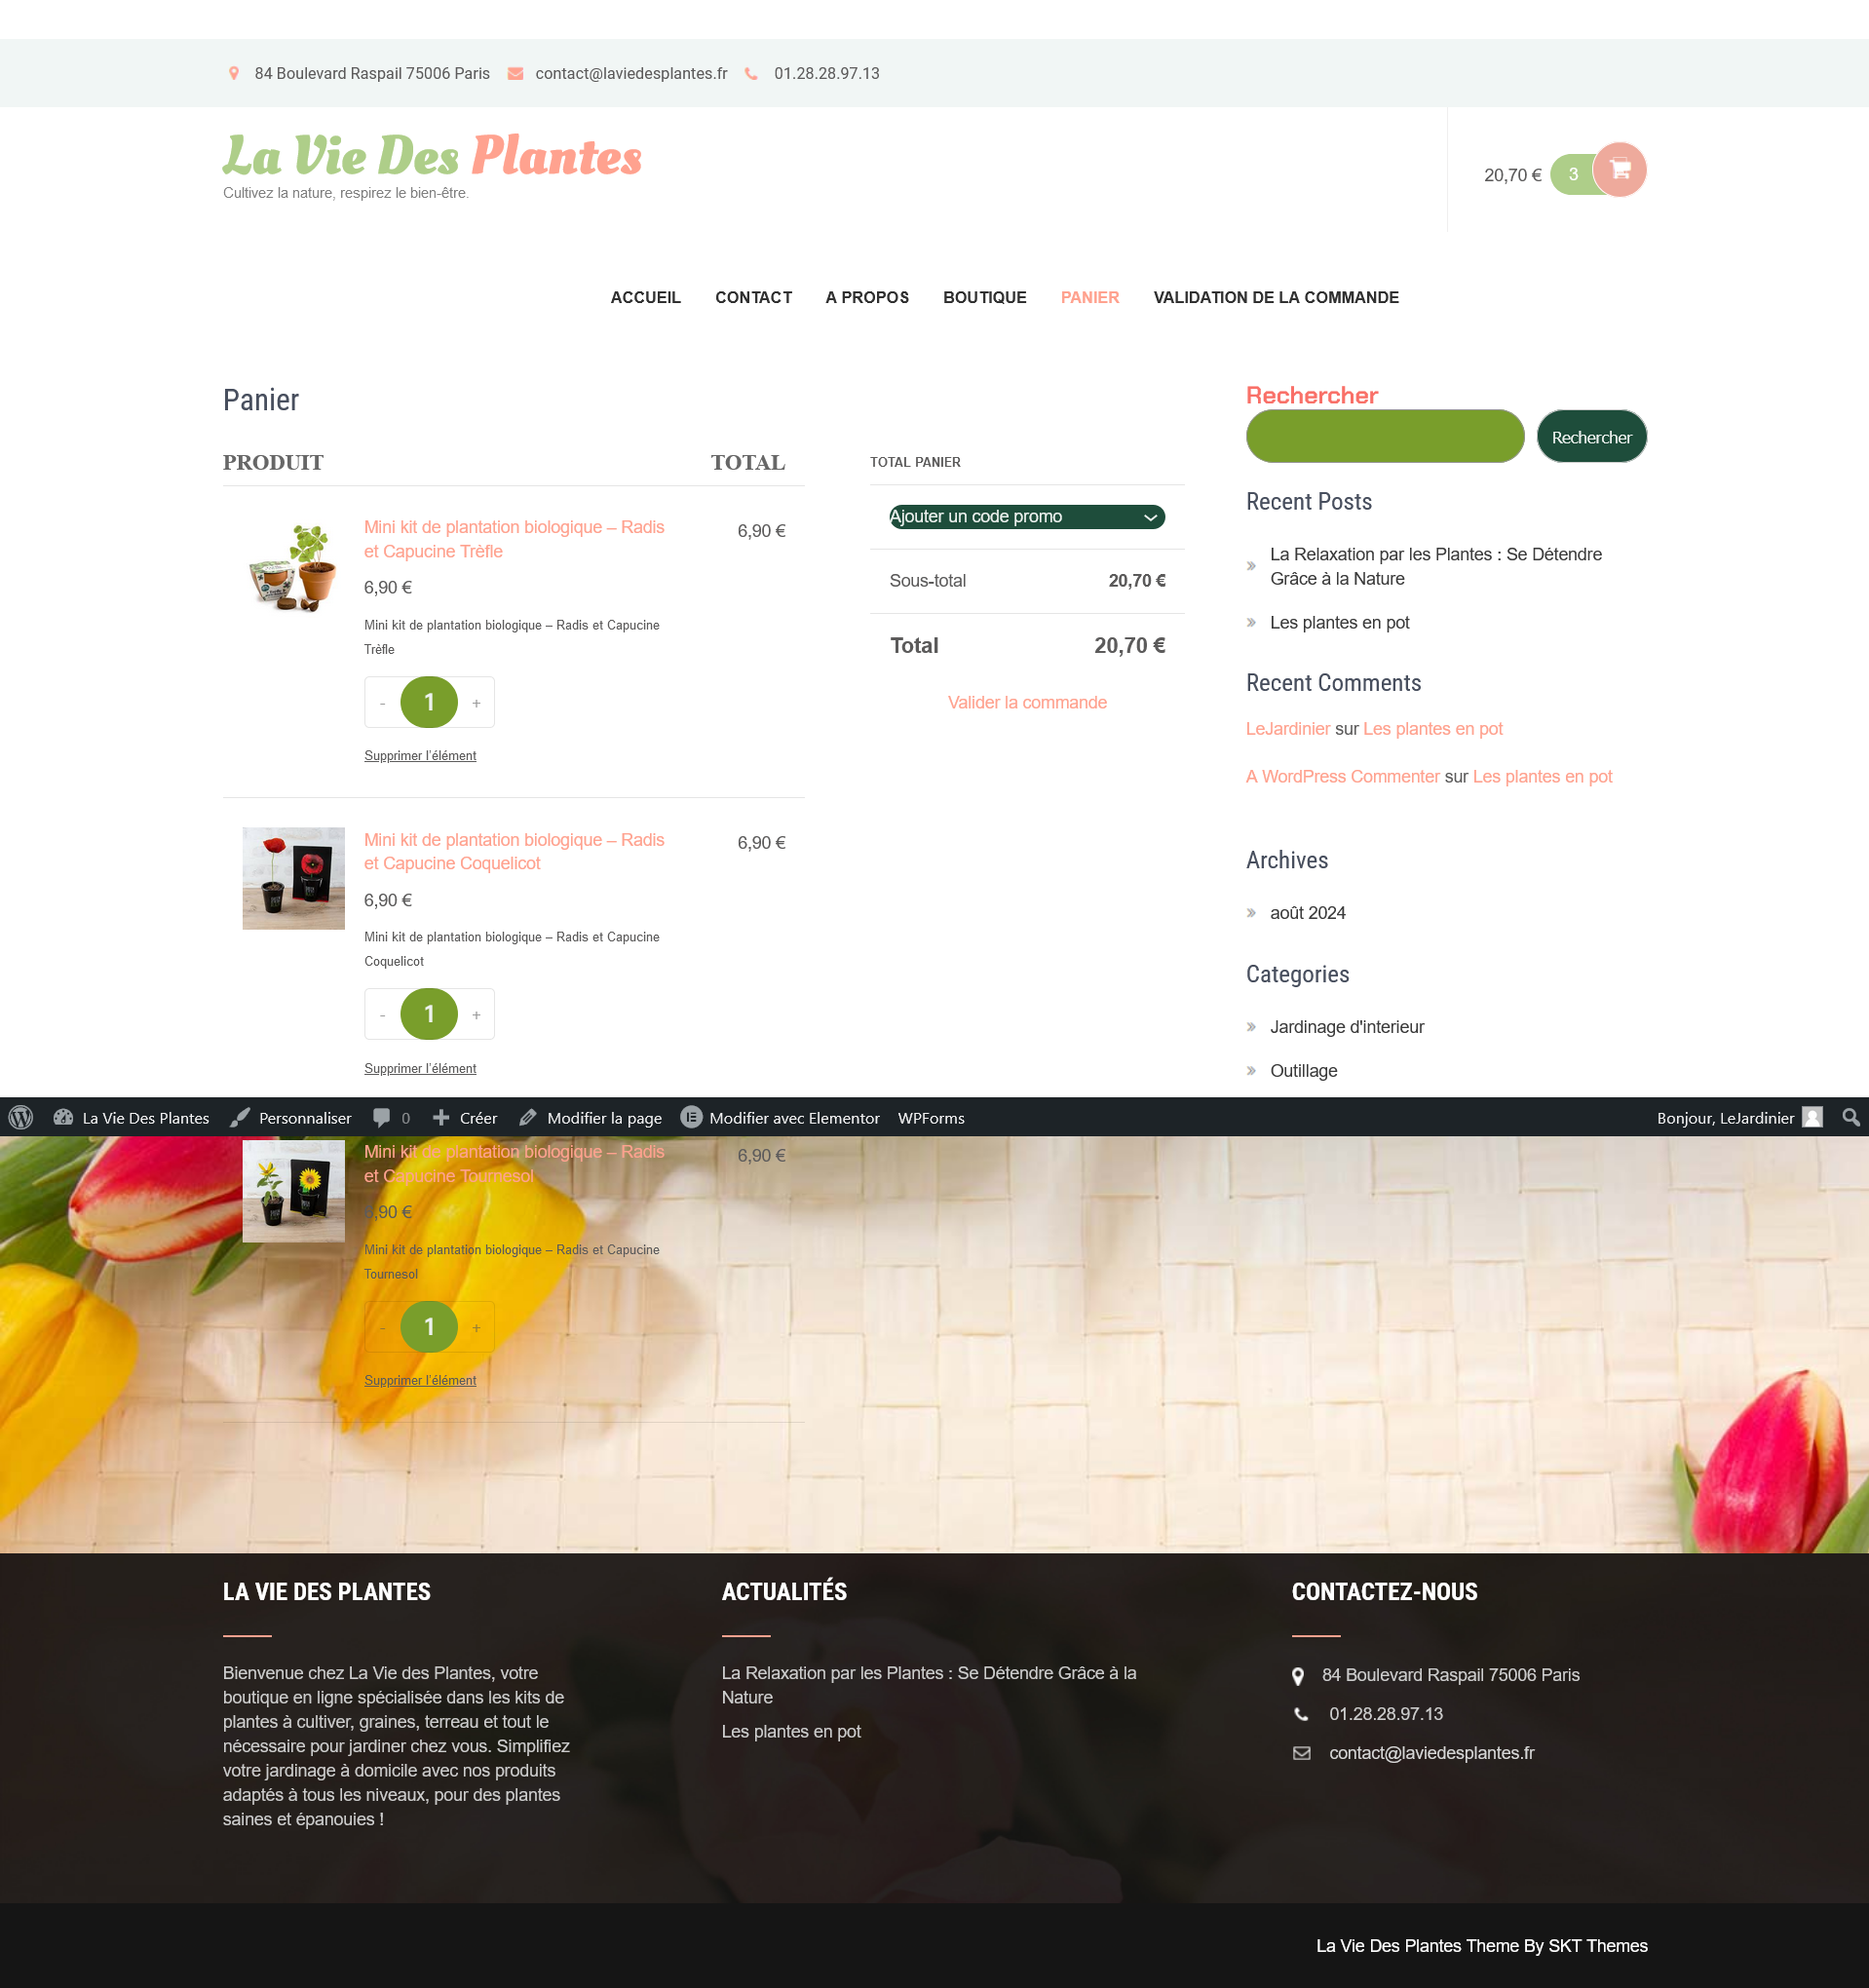 84 Boulevard Raspail 75006 Paris contact@laviedesplantes.fr 01.28.28.97.13
La Vie Des Plantes
Cultivez la nature, respirez le bien-être.
20,70 € 3
ACCUEIL CONTACT A PROPOS BOUTIQUE PANIER VALIDATION DE LA COMMANDE
Panier
PRODUIT TOTAL
Mini kit de plantation biologique – Radis
et Capucine Trèfle
6,90 €
6,90 €
Mini kit de plantation biologique – Radis et Capucine
Trèfle
- 1 +
Supprimer l'élément
Mini kit de plantation biologique – Radis
et Capucine Coquelicot
6,90 €
6,90 €
Mini kit de plantation biologique – Radis et Capucine
Coquelicot
- 1 +
Supprimer l'élément
TOTAL PANIER
Ajouter un code promo
Sous-total 20,70 €
Total 20,70 €
Valider la commande
Rechercher
Rechercher
Recent Posts
La Relaxation par les Plantes : Se Détendre
Grâce à la Nature
Les plantes en pot
Recent Comments
LeJardinier sur Les plantes en pot
A WordPress Commenter sur Les plantes en pot
Archives
août 2024
Categories
Jardinage d'interieur
Outillage
La Vie Des Plantes Personnaliser 0 Créer Modifier la page Modifier avec Elementor WPForms Bonjour, LeJardinier
Mini kit de plantation biologique – Radis
et Capucine Tournesol
6,90 €
6,90 €
Mini kit de plantation biologique – Radis et Capucine
Tournesol
- 1 +
Supprimer l'élément
LA VIE DES PLANTES
Bienvenue chez La Vie des Plantes, votre
boutique en ligne spécialisée dans les kits de
plantes à cultiver, graines, terreau et tout le
nécessaire pour jardiner chez vous. Simplifiez
votre jardinage à domicile avec nos produits
adaptés à tous les niveaux, pour des plantes
saines et épanouies !
ACTUALITÉS
La Relaxation par les Plantes : Se Détendre Grâce à la
Nature
Les plantes en pot
CONTACTEZ-NOUS
84 Boulevard Raspail 75006 Paris
01.28.28.97.13
contact@laviedesplantes.fr
La Vie Des Plantes Theme By SKT Themes